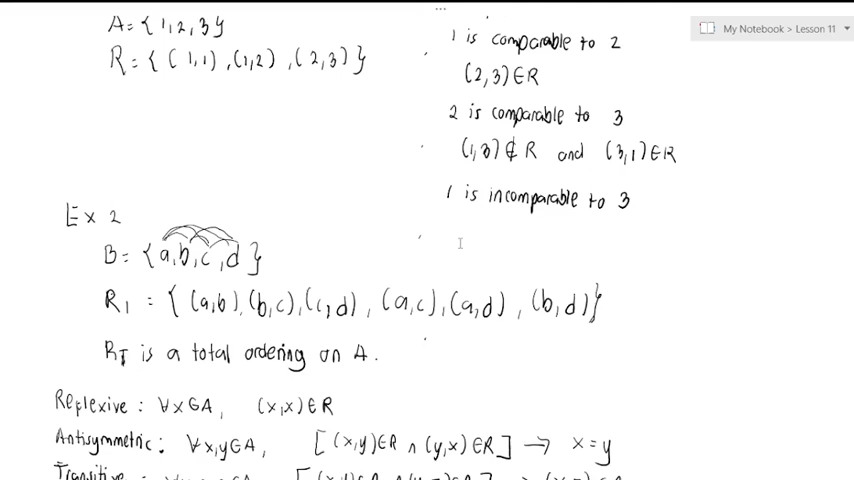 My Notebook > Lesson 11
A = {1,2,3}
R = { (1,1) , (1,2) , (2,3) }
1 is comparable to 2
(2,3) ∈ R
2 is comparable to 3
(1,3) ∉ R and (3,1) ∈ R
1 is incomparable to 3
Ex 2
B = { a, b, c, d }
R₁ = { (a,b), (b,c), (c,d) , (a,c), (a,d) , (b,d) }
is a total ordering on A.
Reflexive : ∀x∈A, (x,x) ∈ R
Antisymmetric : ∀x,y∈A, [ (x,y)∈R ∧ (y,x)∈R ] → x = y
Transitive :